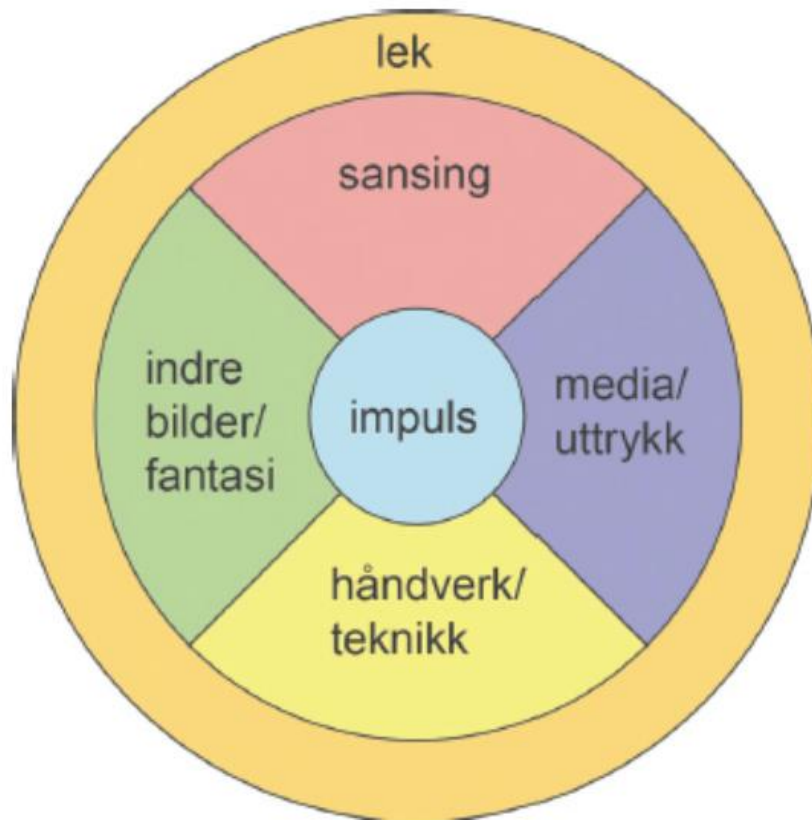 lek
sansing
indre
bilder/
fantasi
impuls
media/
uttrykk
håndverk/
teknikk